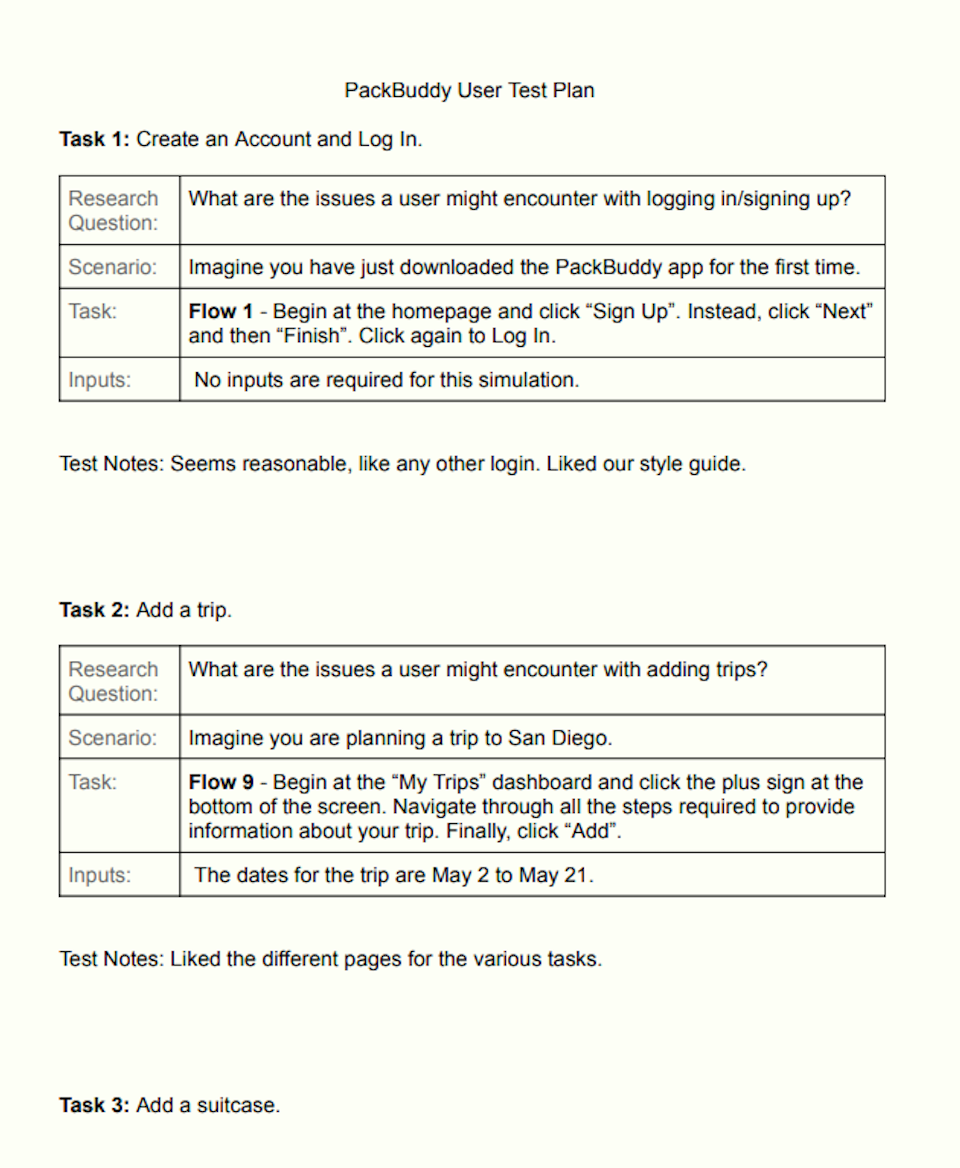 PackBuddy User Test Plan
Task 1: Create an Account and Log In.
Research
Question:
What are the issues a user might encounter with logging in/signing up?
Scenario:
Imagine you have just downloaded the PackBuddy app for the first time.
Task:
Flow 1 - Begin at the homepage and click “Sign Up”. Instead, click “Next”
and then “Finish”. Click again to Log In.
Inputs:
No inputs are required for this simulation.
Test Notes: Seems reasonable, like any other login. Liked our style guide.
Task 2: Add a trip.
Research
Question:
What are the issues a user might encounter with adding trips?
Scenario:
Imagine you are planning a trip to San Diego.
Task:
Flow 9 - Begin at the “My Trips” dashboard and click the plus sign at the
bottom of the screen. Navigate through all the steps required to provide
information about your trip. Finally, click “Add”.
Inputs:
The dates for the trip are May 2 to May 21.
Test Notes: Liked the different pages for the various tasks.
Task 3: Add a suitcase.